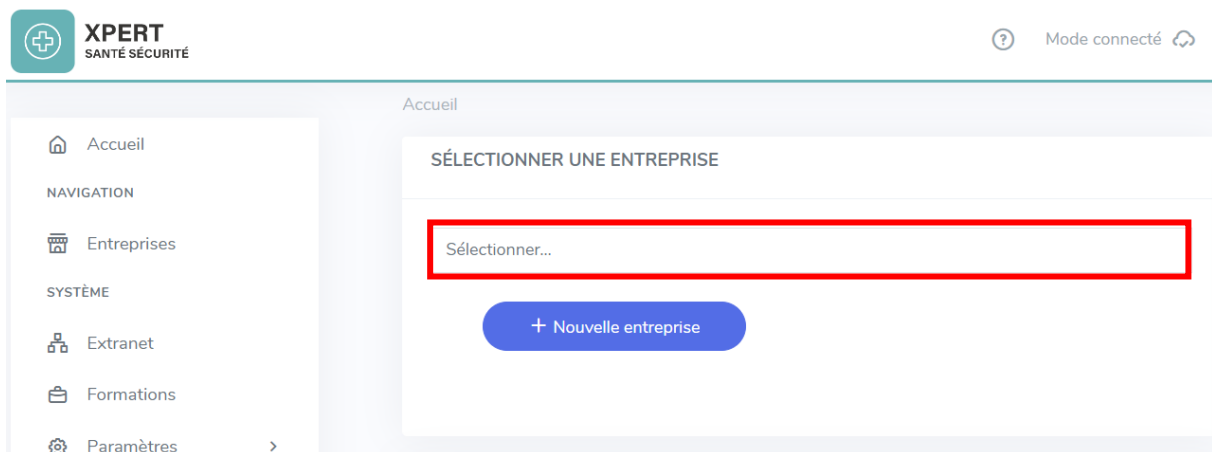 XPERT
SANTÉ SÉCURITÉ
Mode connecté
Accueil
Accueil
NAVIGATION
Entreprises
SYSTÈME
Extranet
Formations
Paramètres
SÉLECTIONNER UNE ENTREPRISE
Sélectionner...
+ Nouvelle entreprise